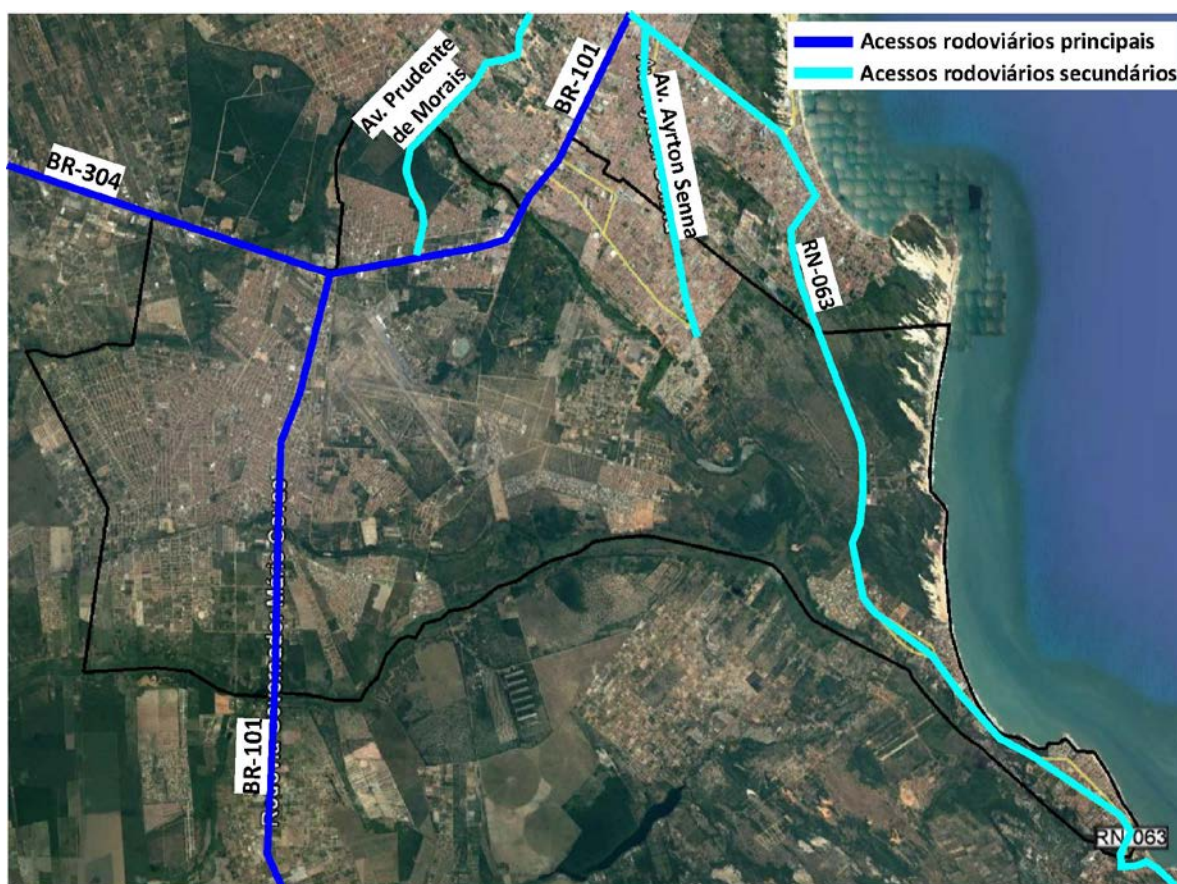 Acessos rodoviários principais
Acessos rodoviários secundários
Av. Prudente
de Morais
BR-101
Av. Ayrton Senna
BR-304
RN-063
BR-101
RN-063